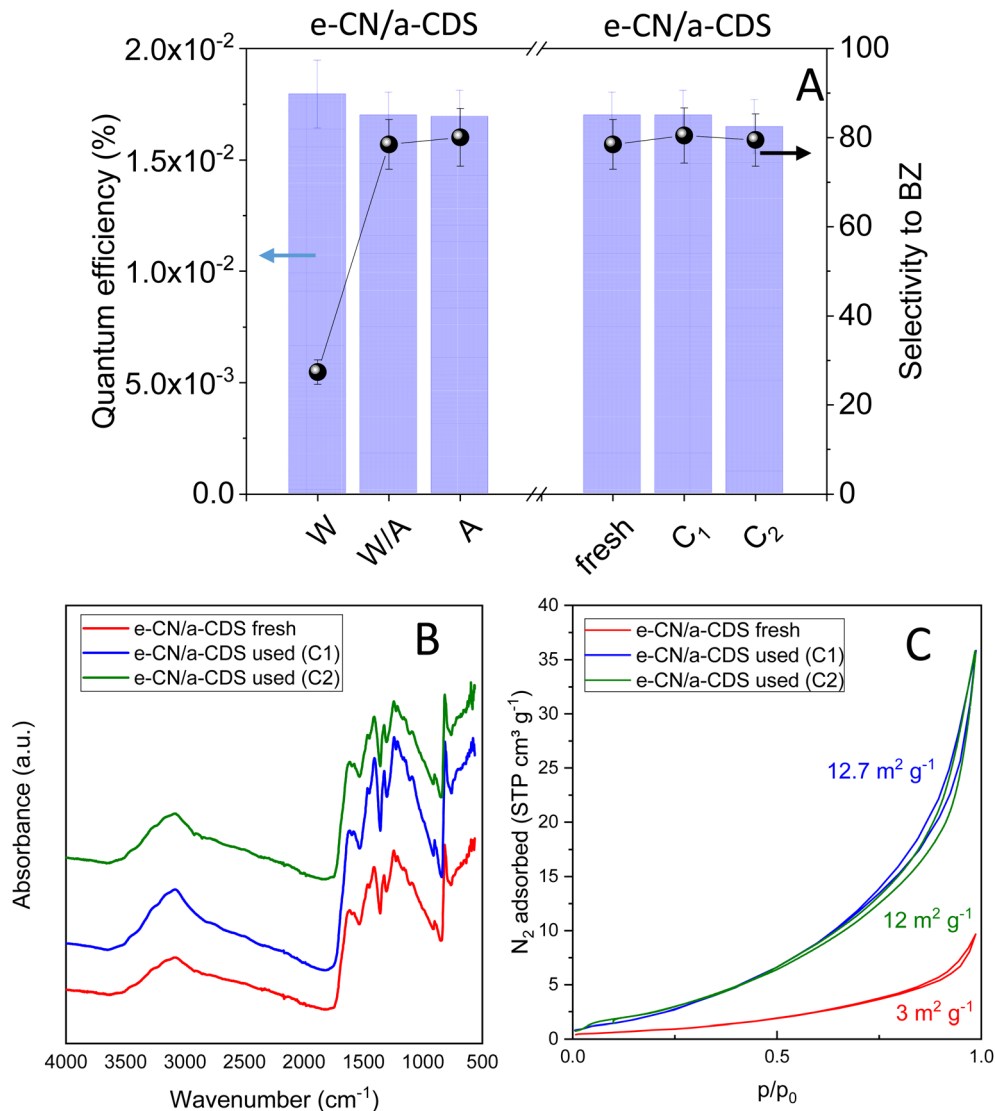 e-CN/a-CDS
e-CN/a-CDS
A
Quantum efficiency (%)
2.0x10⁻²
1.5x10⁻²
1.0x10⁻²
5.0x10⁻³
0.0
100
80
60
40
20
0
Selectivity to BZ
W
W/A
A
fresh
C₁
C₂
B
e-CN/a-CDS fresh
e-CN/a-CDS used (C1)
e-CN/a-CDS used (C2)
Absorbance (a.u.)
4000 3500 3000 2500 2000 1500 1000 500
Wavenumber (cm⁻¹)
C
e-CN/a-CDS fresh
e-CN/a-CDS used (C1)
e-CN/a-CDS used (C2)
N₂ adsorbed (STP cm³ g⁻¹)
40
35
30
25
20
15
10
5
0
12.7 m² g⁻¹
12 m² g⁻¹
3 m² g⁻¹
0.0 0.5 1.0
p/p₀